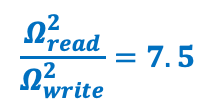 Ω²read / Ω²write = 7.5